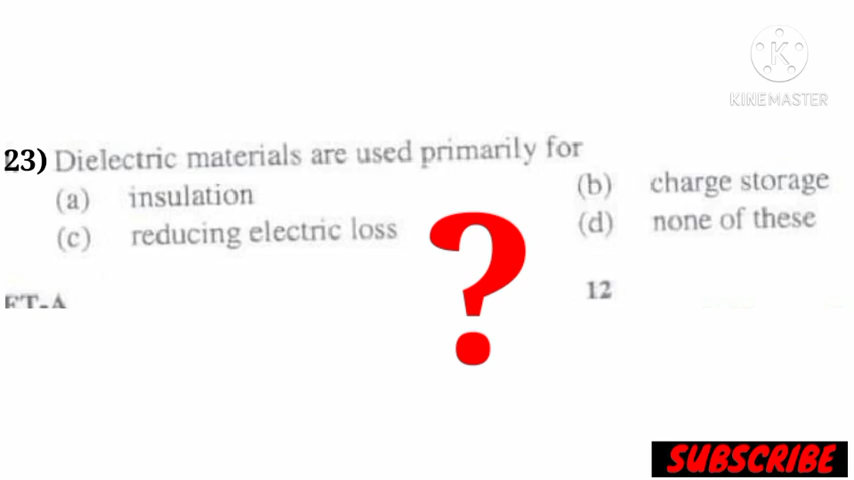 KINEMASTER
23) Dielectric materials are used primarily for
(a) insulation (b) charge storage
(c) reducing electric loss (d) none of these
12
?
SUBSCRIBE